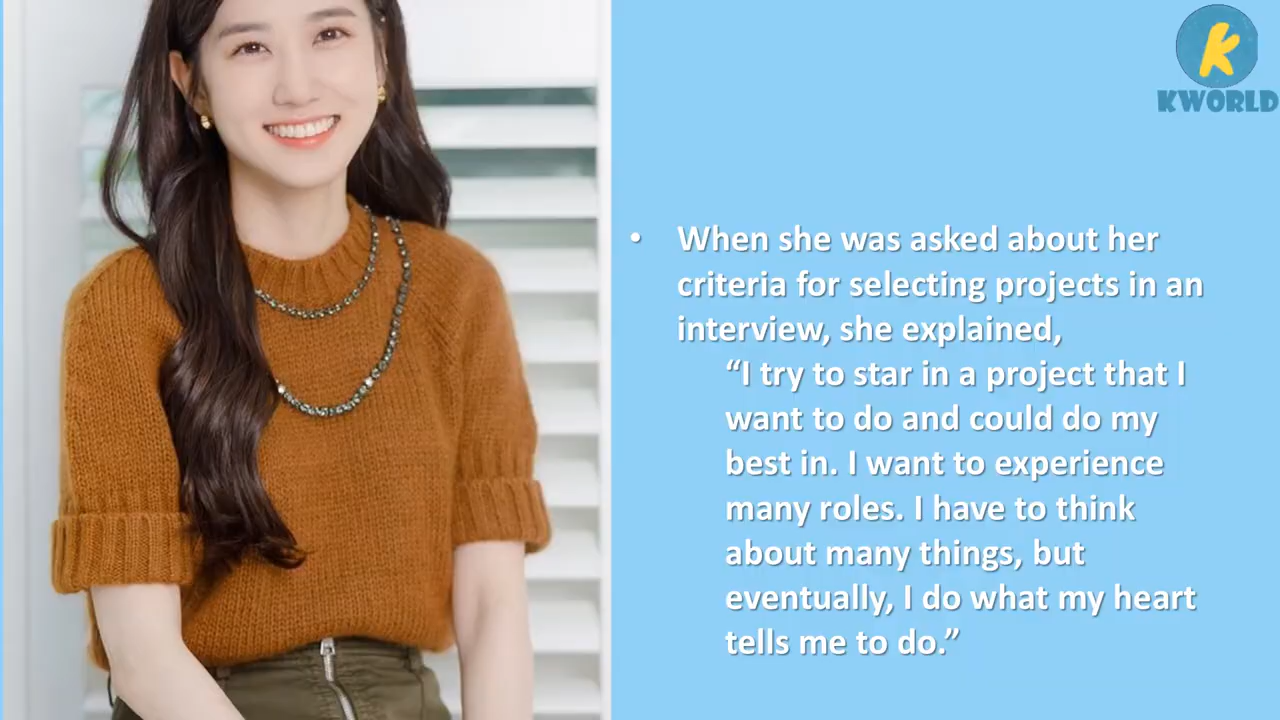 K
KWORLD
• When she was asked about her
criteria for selecting projects in an
interview, she explained,
“I try to star in a project that I
want to do and could do my
best in. I want to experience
many roles. I have to think
about many things, but
eventually, I do what my heart
tells me to do.”